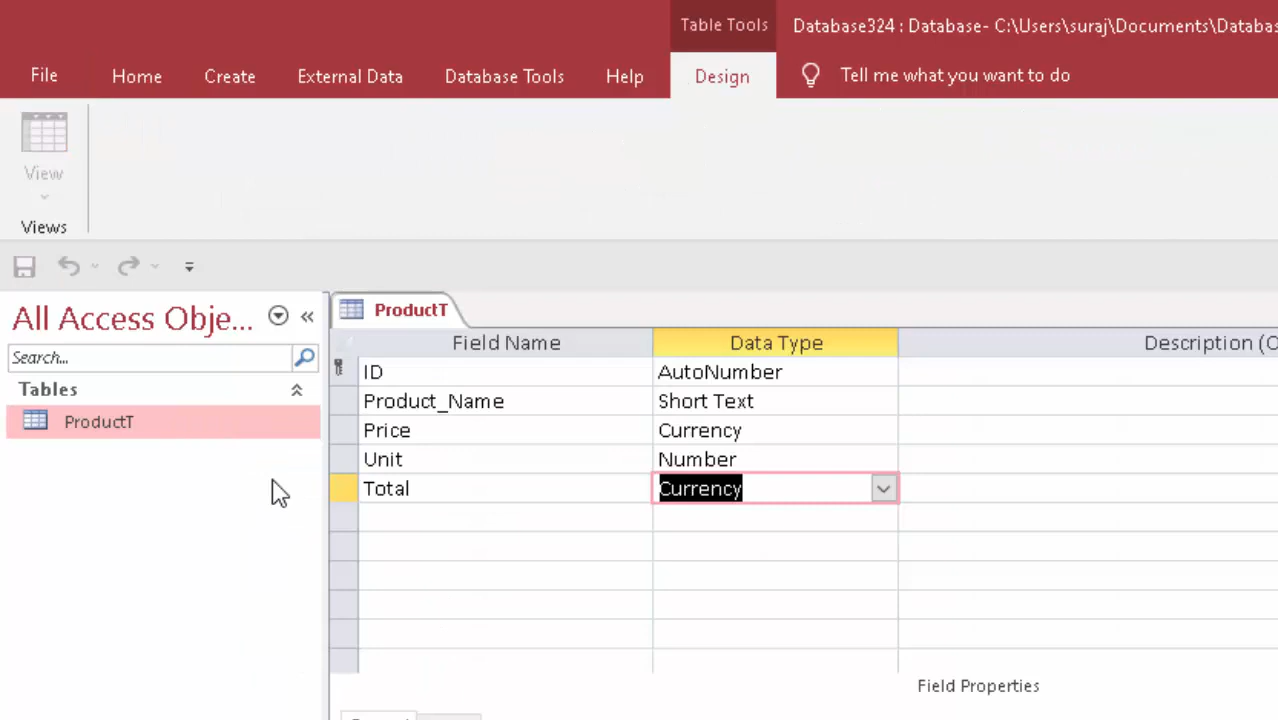 Table Tools
Database324 : Database- C:\Users\suraj\Documents\Databas
File Home Create External Data Database Tools Help Design Tell me what you want to do
View
Views
All Access Obje...
Search...
Tables
ProductT
ProductT
Field Name Data Type Description (O
ID AutoNumber
Product_Name Short Text
Price Currency
Unit Number
Total Currency
Field Properties